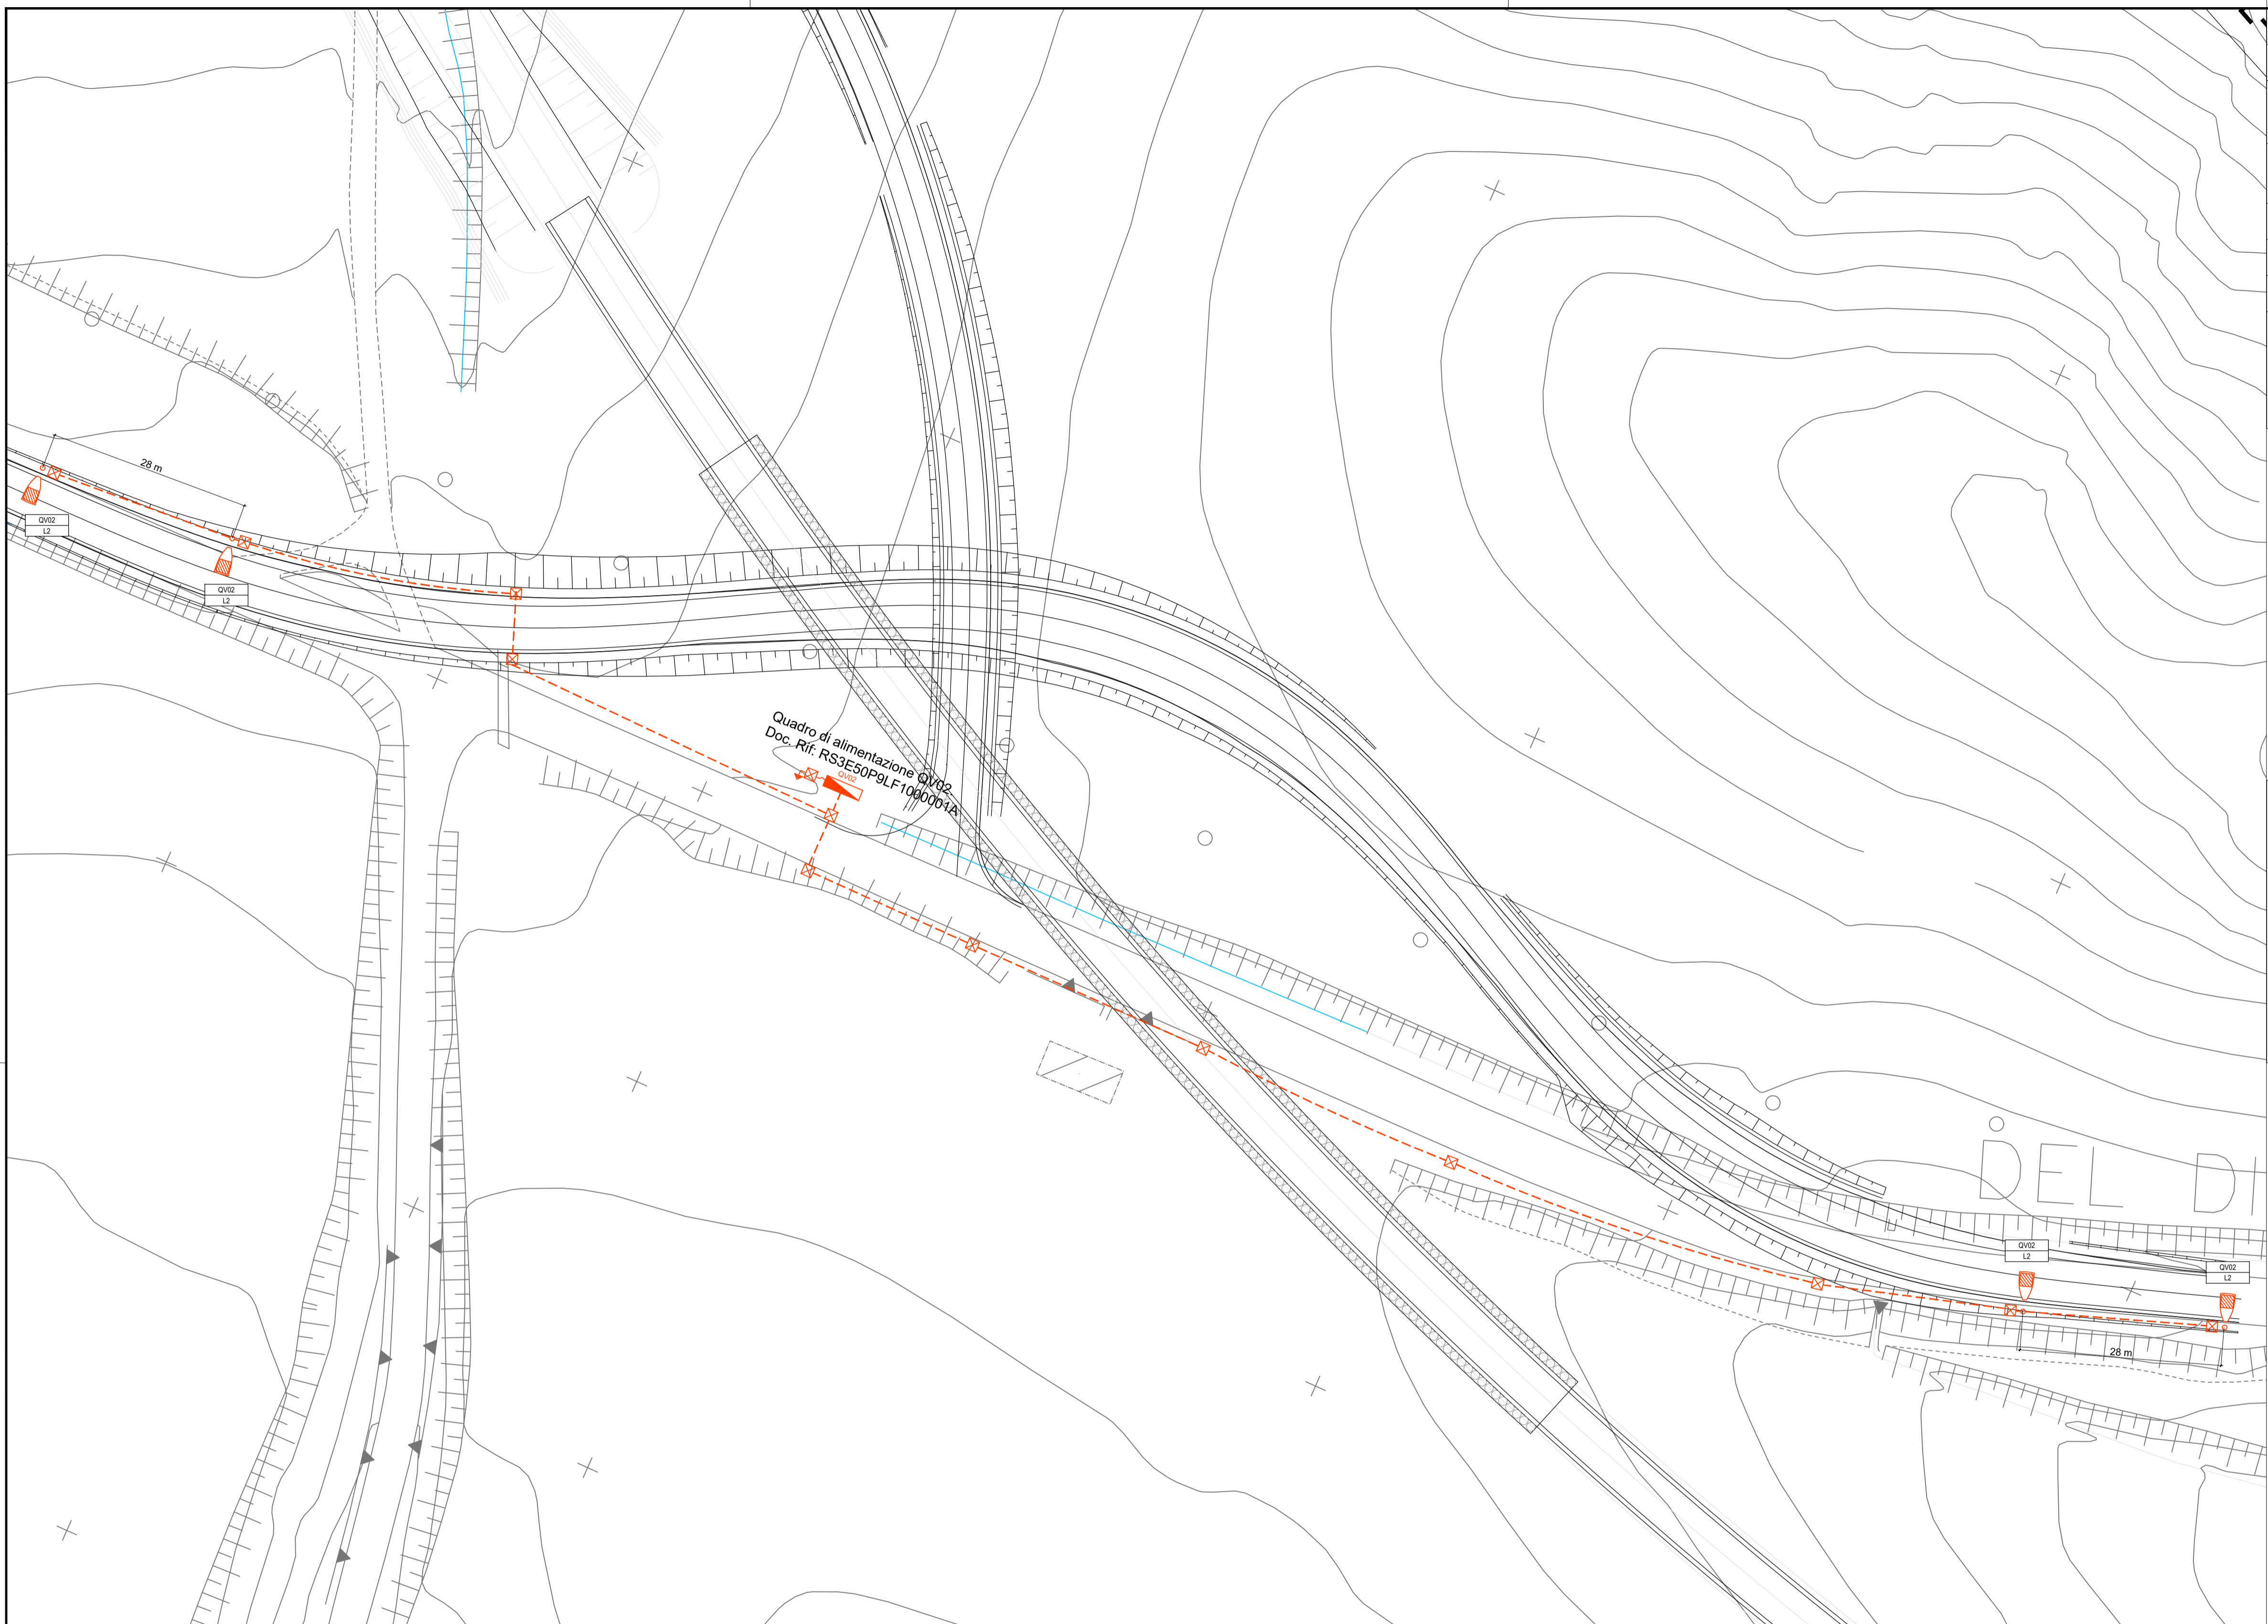 28 m
QV02
L2
QV02
L2
Quadro di alimentazione QV02
Doc. Rif: RS3E50P9LF1000001A
QV02
DEL DI
QV02
L2
QV02
L2
28 m